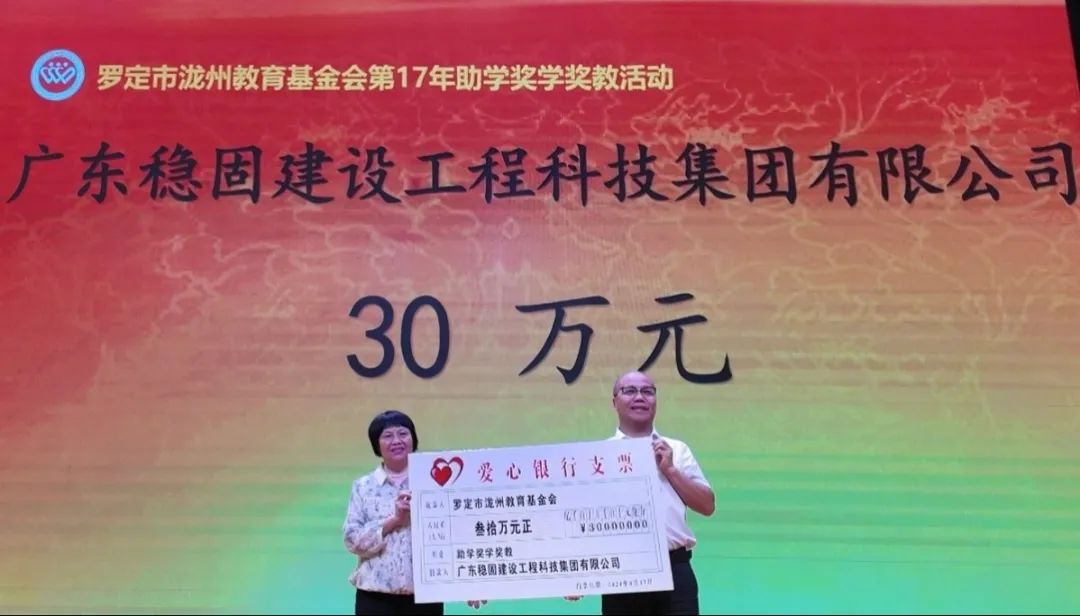 罗定市泷州教育基金会第17年助学奖学奖教活动
广东稳固建设工程科技集团有限公司
30 万元
爱心银行支票
罗定市泷州教育基金会
叁拾万元正
¥30000000
助学奖学奖教
广东稳固建设工程科技集团有限公司